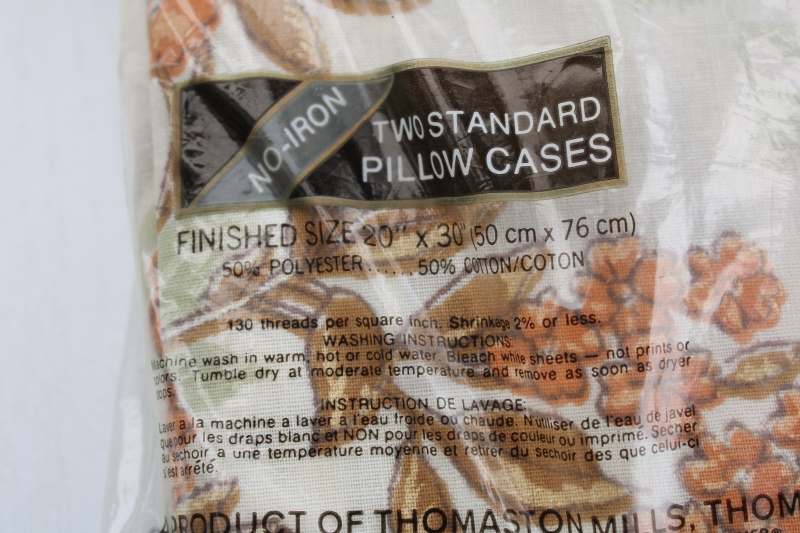 NO-IRON
TWO STANDARD
PILLOW CASES
FINISHED SIZE 20" x 30" (50 cm x 76 cm)
50% POLYESTER.....50% COTTON/COTON
130 threads per square inch. Shrinkage 2% or less.
WASHING INSTRUCTIONS:
Machine wash in warm, hot or cold water. Bleach white sheets — not prints or
colors. Tumble dry at moderate temperature and remove as soon as dryer
INSTRUCTION DE LAVAGE:
Laver a la machine a laver à l'eau froide ou chaude. N'utiliser de l'eau de javel
que pour les draps blanc et NON pour les draps de couleur ou imprimé. Secher
au sechoir a une temperature moyenne et retirer du sechoir des que celui-ci
s'est arrêté.
A PRODUCT OF THOMASTON MILLS, THOM